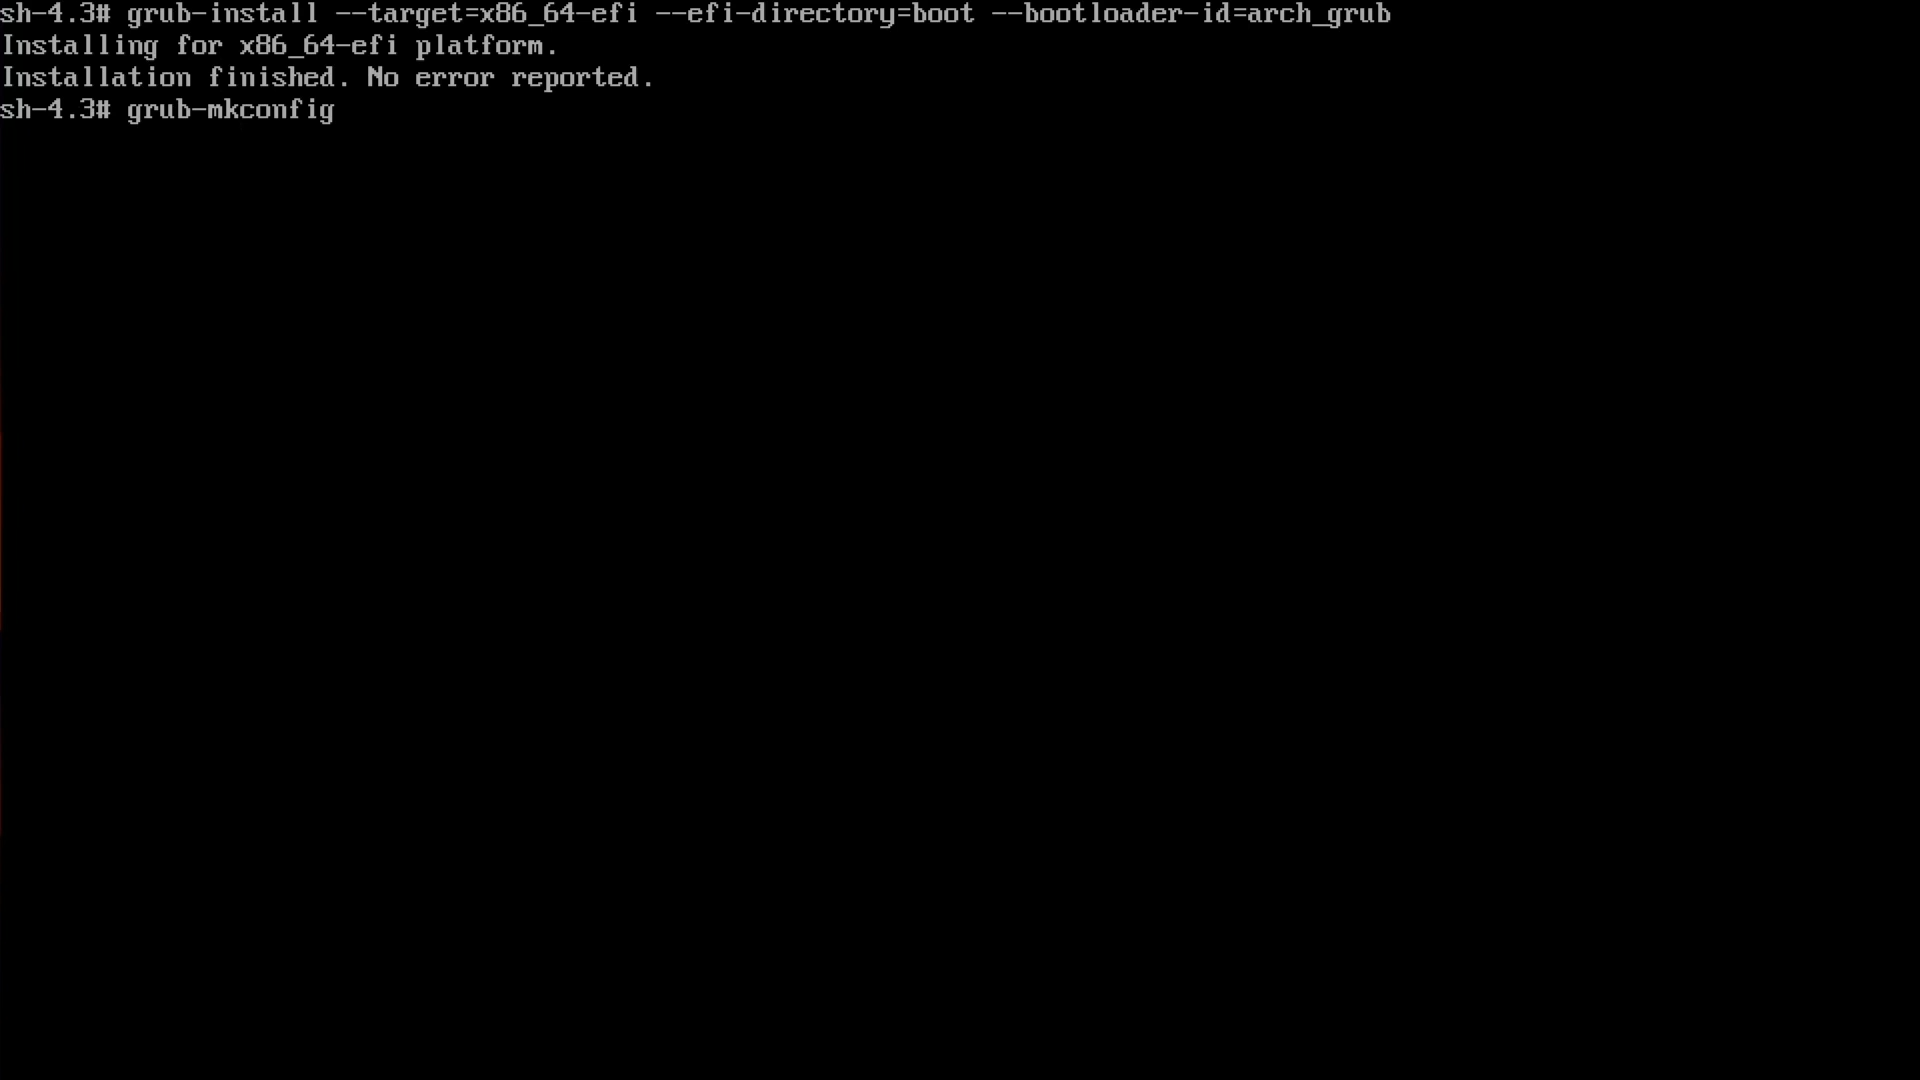 sh-4.3# grub-install --target=x86_64-efi --efi-directory=boot --bootloader-id=arch_grub
Installing for x86_64-efi platform.
Installation finished. No error reported.
sh-4.3# grub-mkconfig